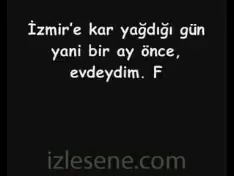 İzmir'e kar yağdığı gün
yani bir ay önce,
evdeydim. F
izlesene.com